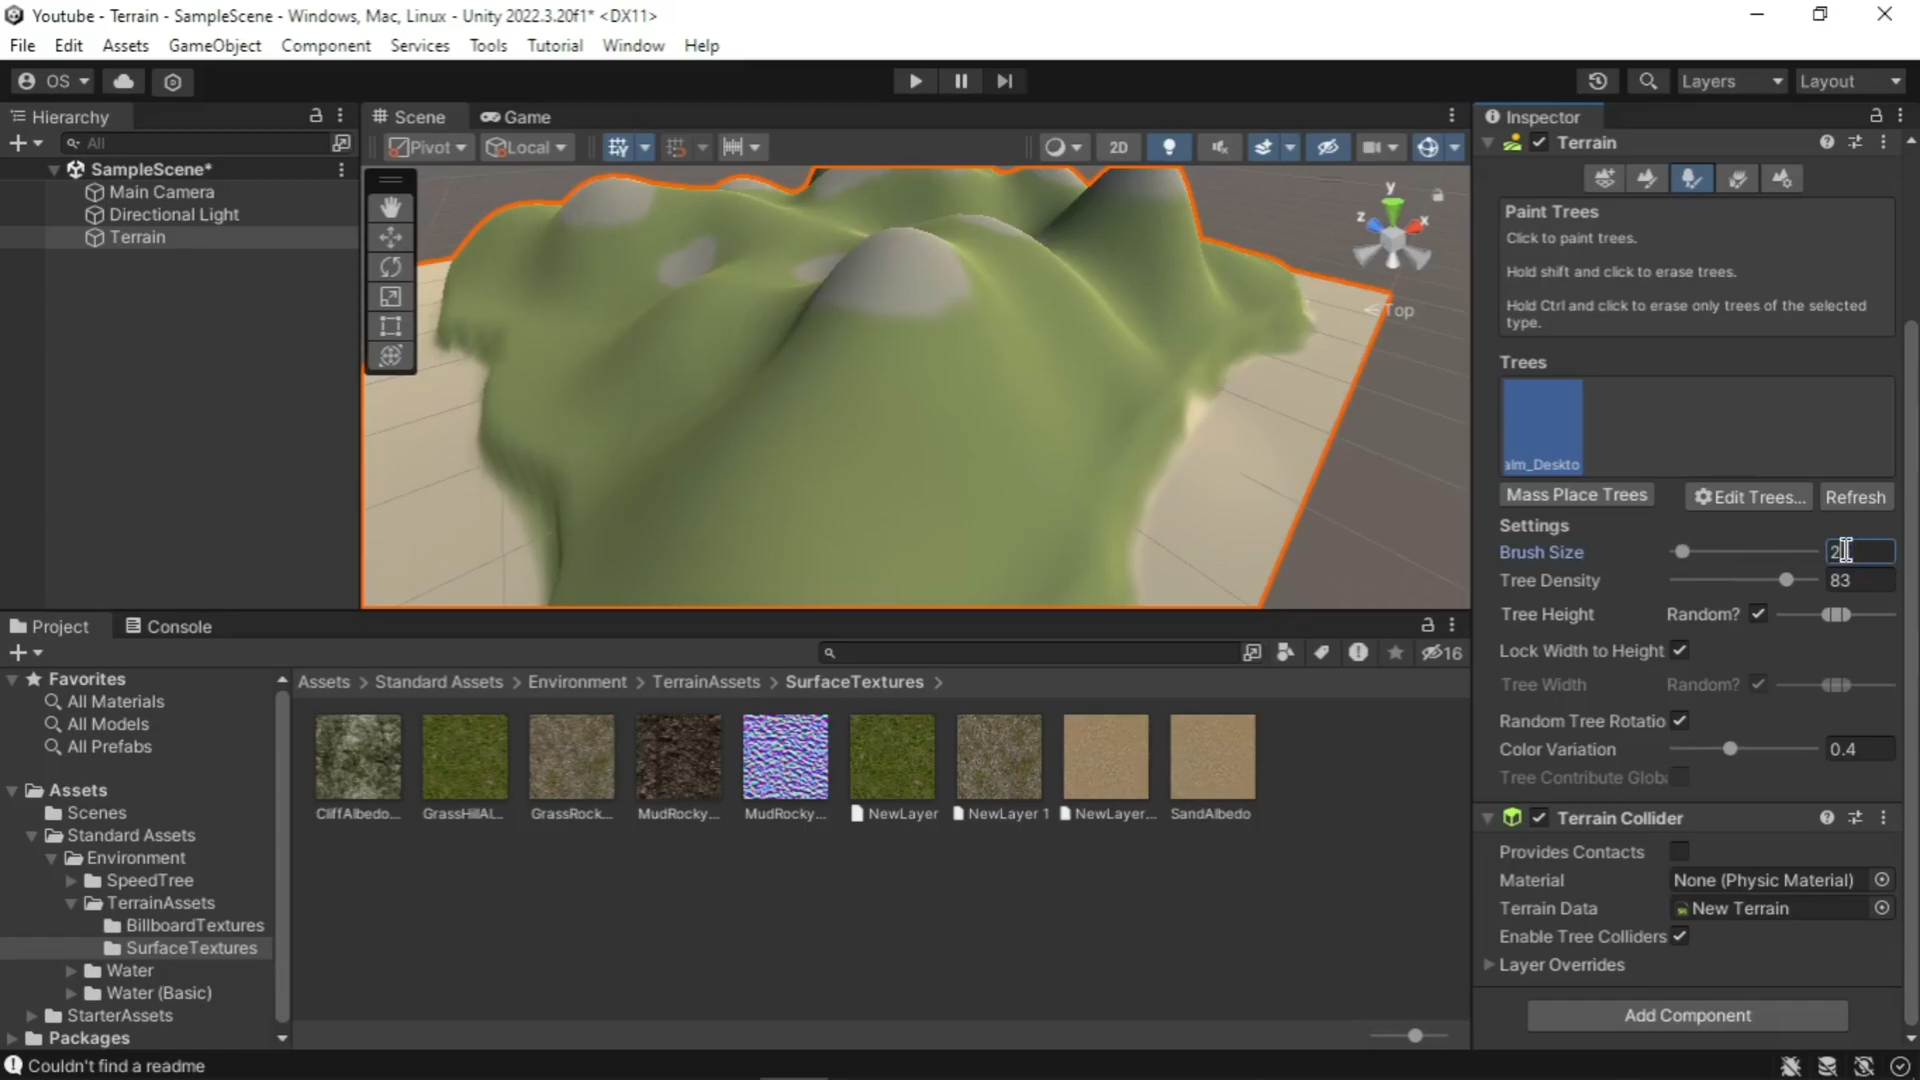 Youtube - Terrain - SampleScene - Windows, Mac, Linux - Unity 2022.3.20f1* <DX11>
File Edit Assets GameObject Component Services Tools Tutorial Window Help
OS Layers Layout
Hierarchy
All
SampleScene*
Main Camera
Directional Light
Terrain
Scene Game
Pivot Local 2D
y
z x
Top
Inspector
Terrain
Paint Trees
Click to paint trees.
Hold shift and click to erase trees.
Hold Ctrl and click to erase only trees of the selected
type.
Trees
alm_Deskto
Mass Place Trees Edit Trees... Refresh
Settings
Brush Size
Tree Density 83
Tree Height Random?
Lock Width to Height
Tree Width Random?
Random Tree Rotatio
Color Variation 0.4
Tree Contribute Globa
Terrain Collider
Provides Contacts
Material None (Physic Material)
Terrain Data New Terrain
Enable Tree Colliders
Layer Overrides
Add Component
Project Console
16
Favorites
All Materials
All Models
All Prefabs
Assets
Scenes
Standard Assets
Environment
SpeedTree
TerrainAssets
BillboardTextures
SurfaceTextures
Water
Water (Basic)
StarterAssets
Packages
Assets > Standard Assets > Environment > TerrainAssets > SurfaceTextures >
CliffAlbedo... GrassHillAl... GrassRock... MudRocky... MudRocky... NewLayer NewLayer 1 NewLayer... SandAlbedo
Couldn't find a readme